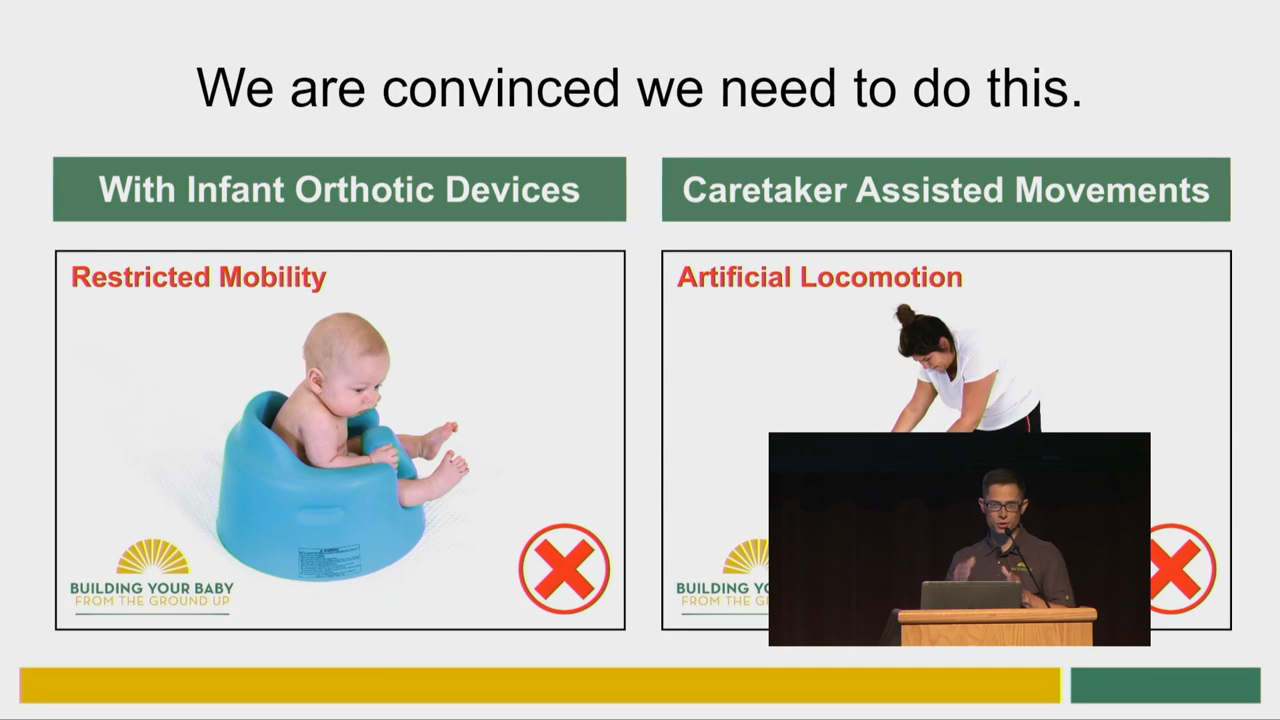 We are convinced we need to do this.
With Infant Orthotic Devices
Caretaker Assisted Movements
Restricted Mobility
Artificial Locomotion
BUILDING YOUR BABY
FROM THE GROUND UP
BUILDING
FROM THE